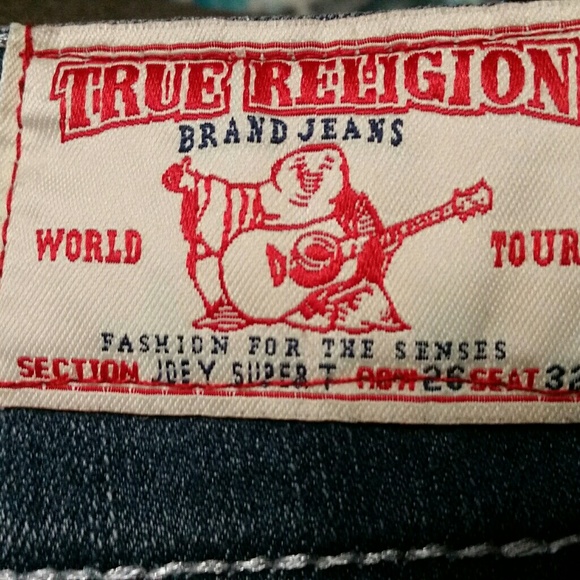 TRUE RELIGION
BRAND JEANS
WORLD TOUR
FASHION FOR THE SENSES
SECTION JOEY SUPER T ROW 26 SEAT 32